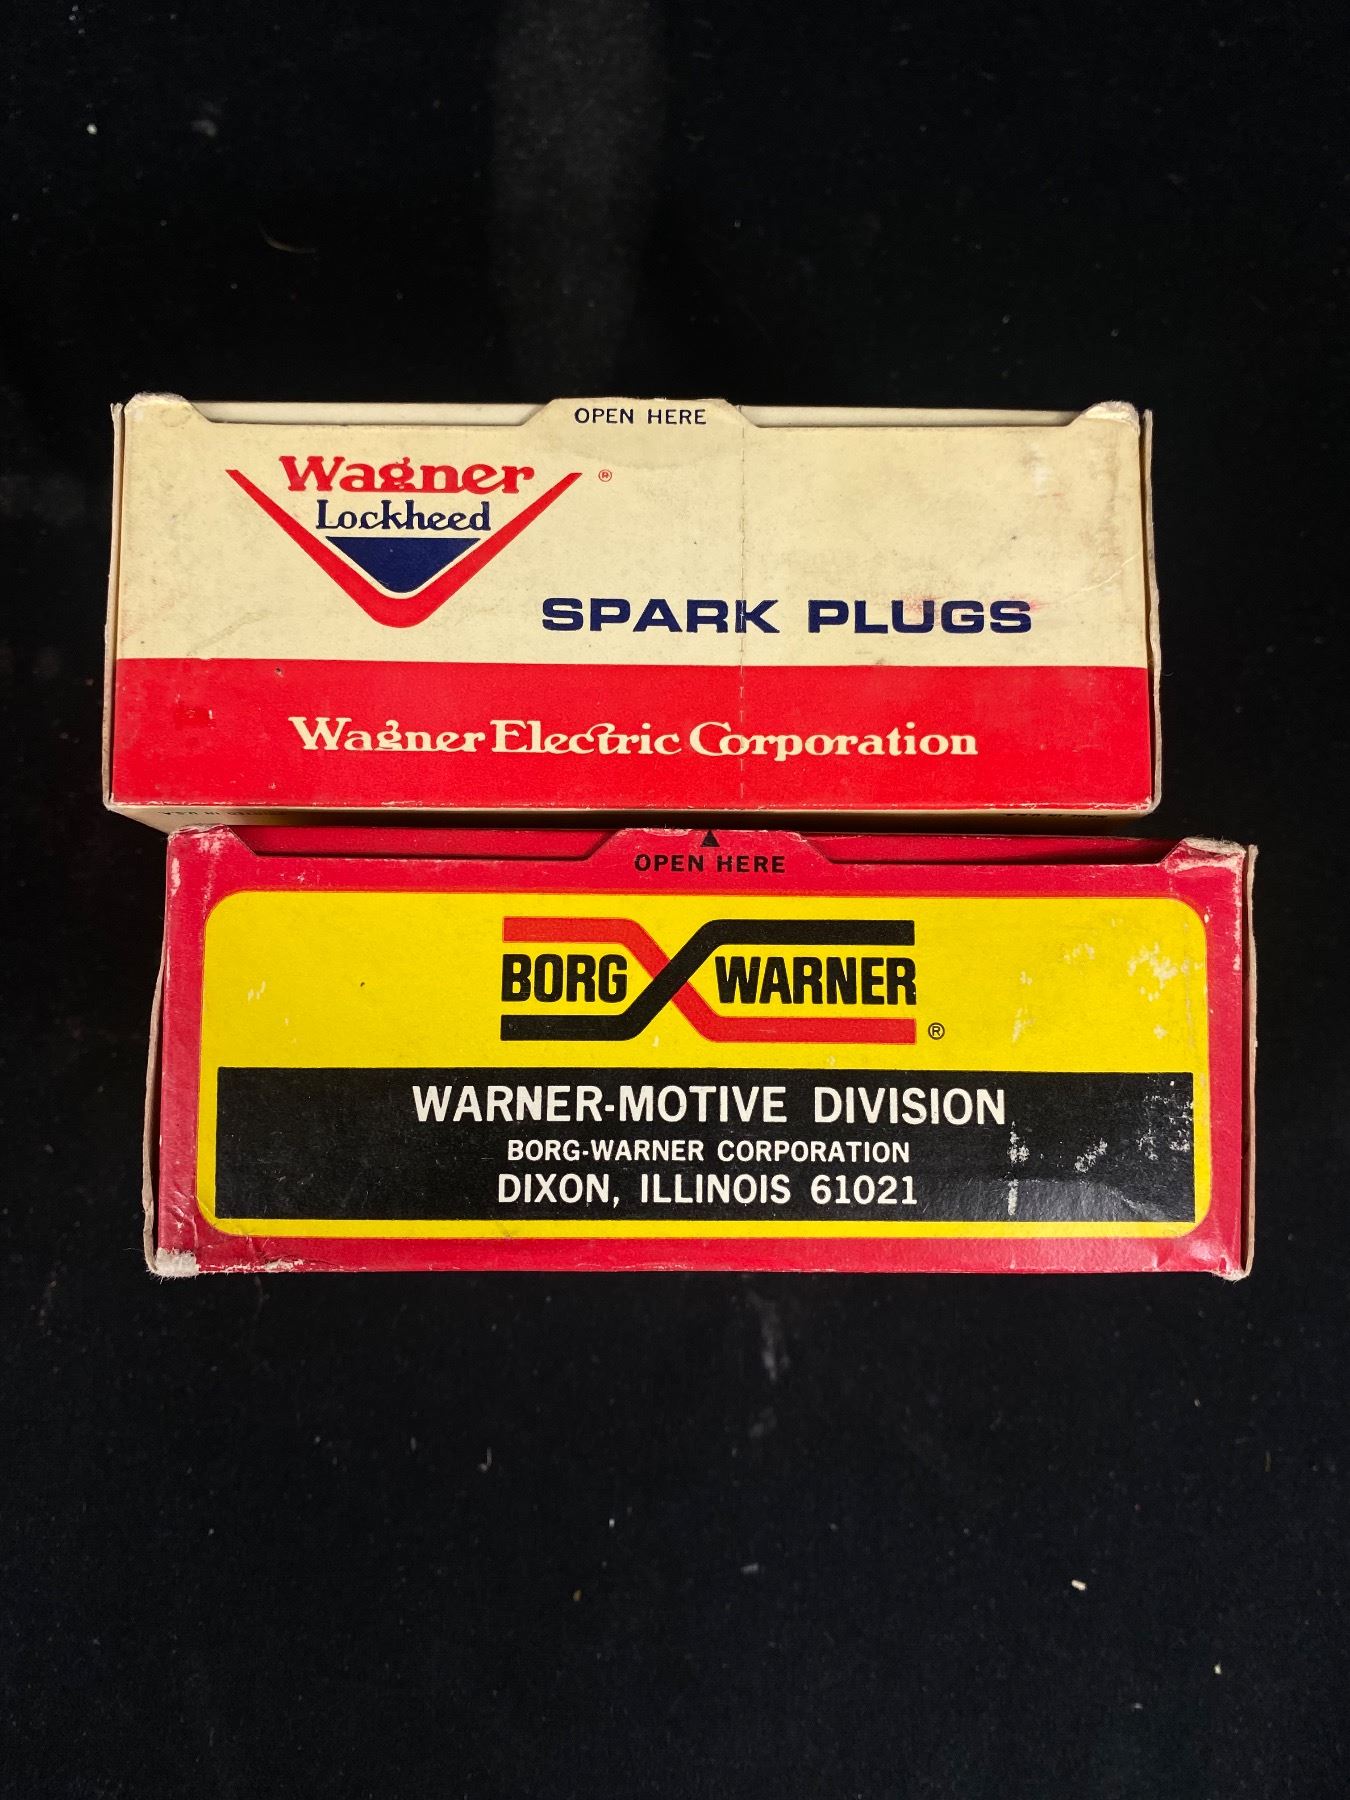 OPEN HERE
Wagner ®
Lockheed
SPARK PLUGS
Wagner Electric Corporation
OPEN HERE
BORG WARNER ®
WARNER-MOTIVE DIVISION
BORG-WARNER CORPORATION
DIXON, ILLINOIS 61021